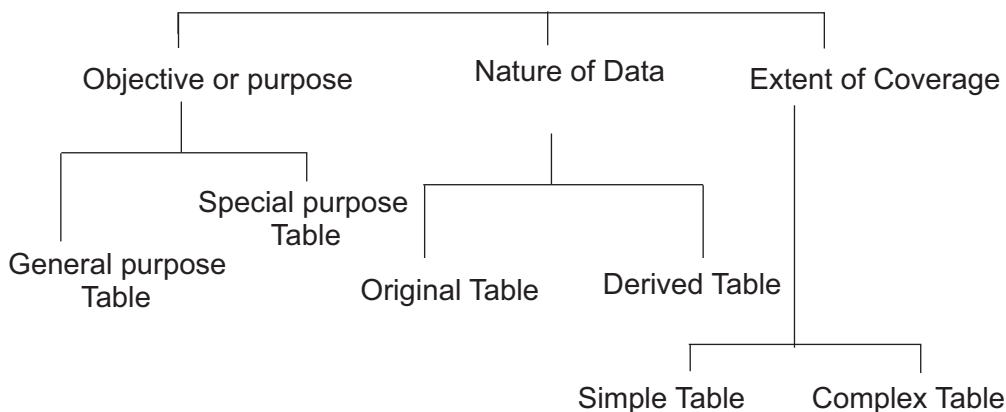 Objective or purpose
Nature of Data
Extent of Coverage
Special purpose
Table
General purpose
Table
Original Table
Derived Table
Simple Table
Complex Table